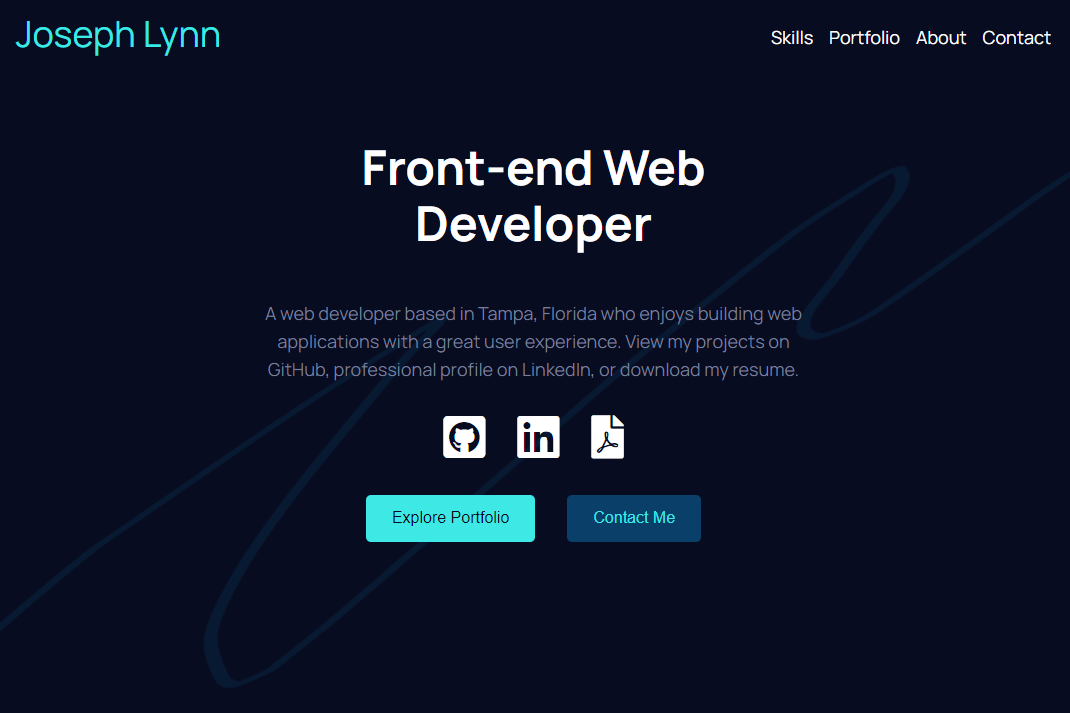 Joseph Lynn
Skills Portfolio About Contact
Front-end Web
Developer
A web developer based in Tampa, Florida who enjoys building web
applications with a great user experience. View my projects on
GitHub, professional profile on LinkedIn, or download my resume.
in
Explore Portfolio Contact Me